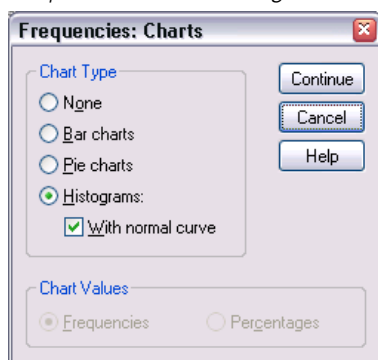 Frequencies: Charts
Chart Type
None
Bar charts
Pie charts
Histograms:
With normal curve
Continue
Cancel
Help
Chart Values
Frequencies
Percentages